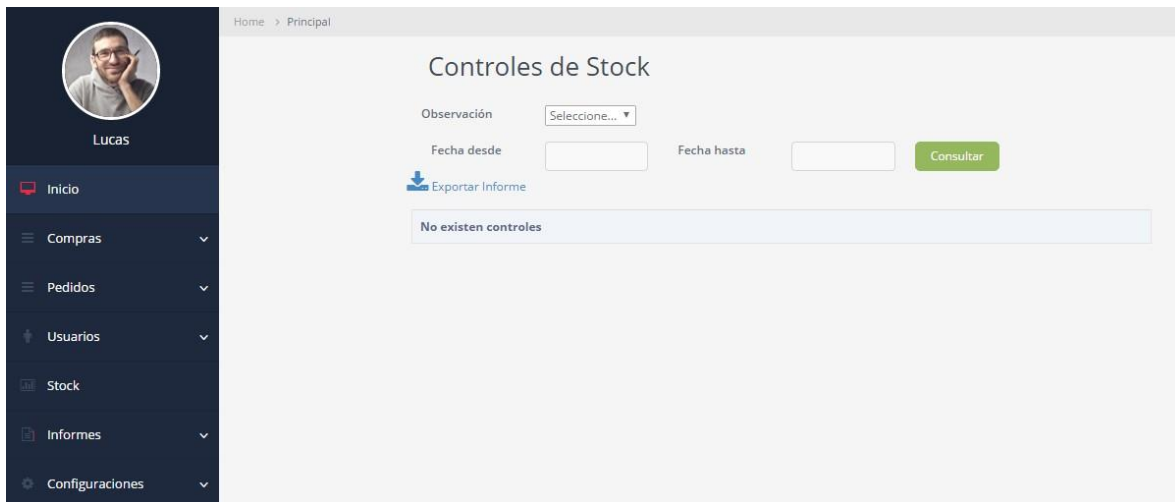 Home > Principal
Lucas
Inicio
Compras
Pedidos
Usuarios
Stock
Informes
Configuraciones
Controles de Stock
Observación Seleccione...
Fecha desde Fecha hasta Consultar
Exportar Informe
No existen controles